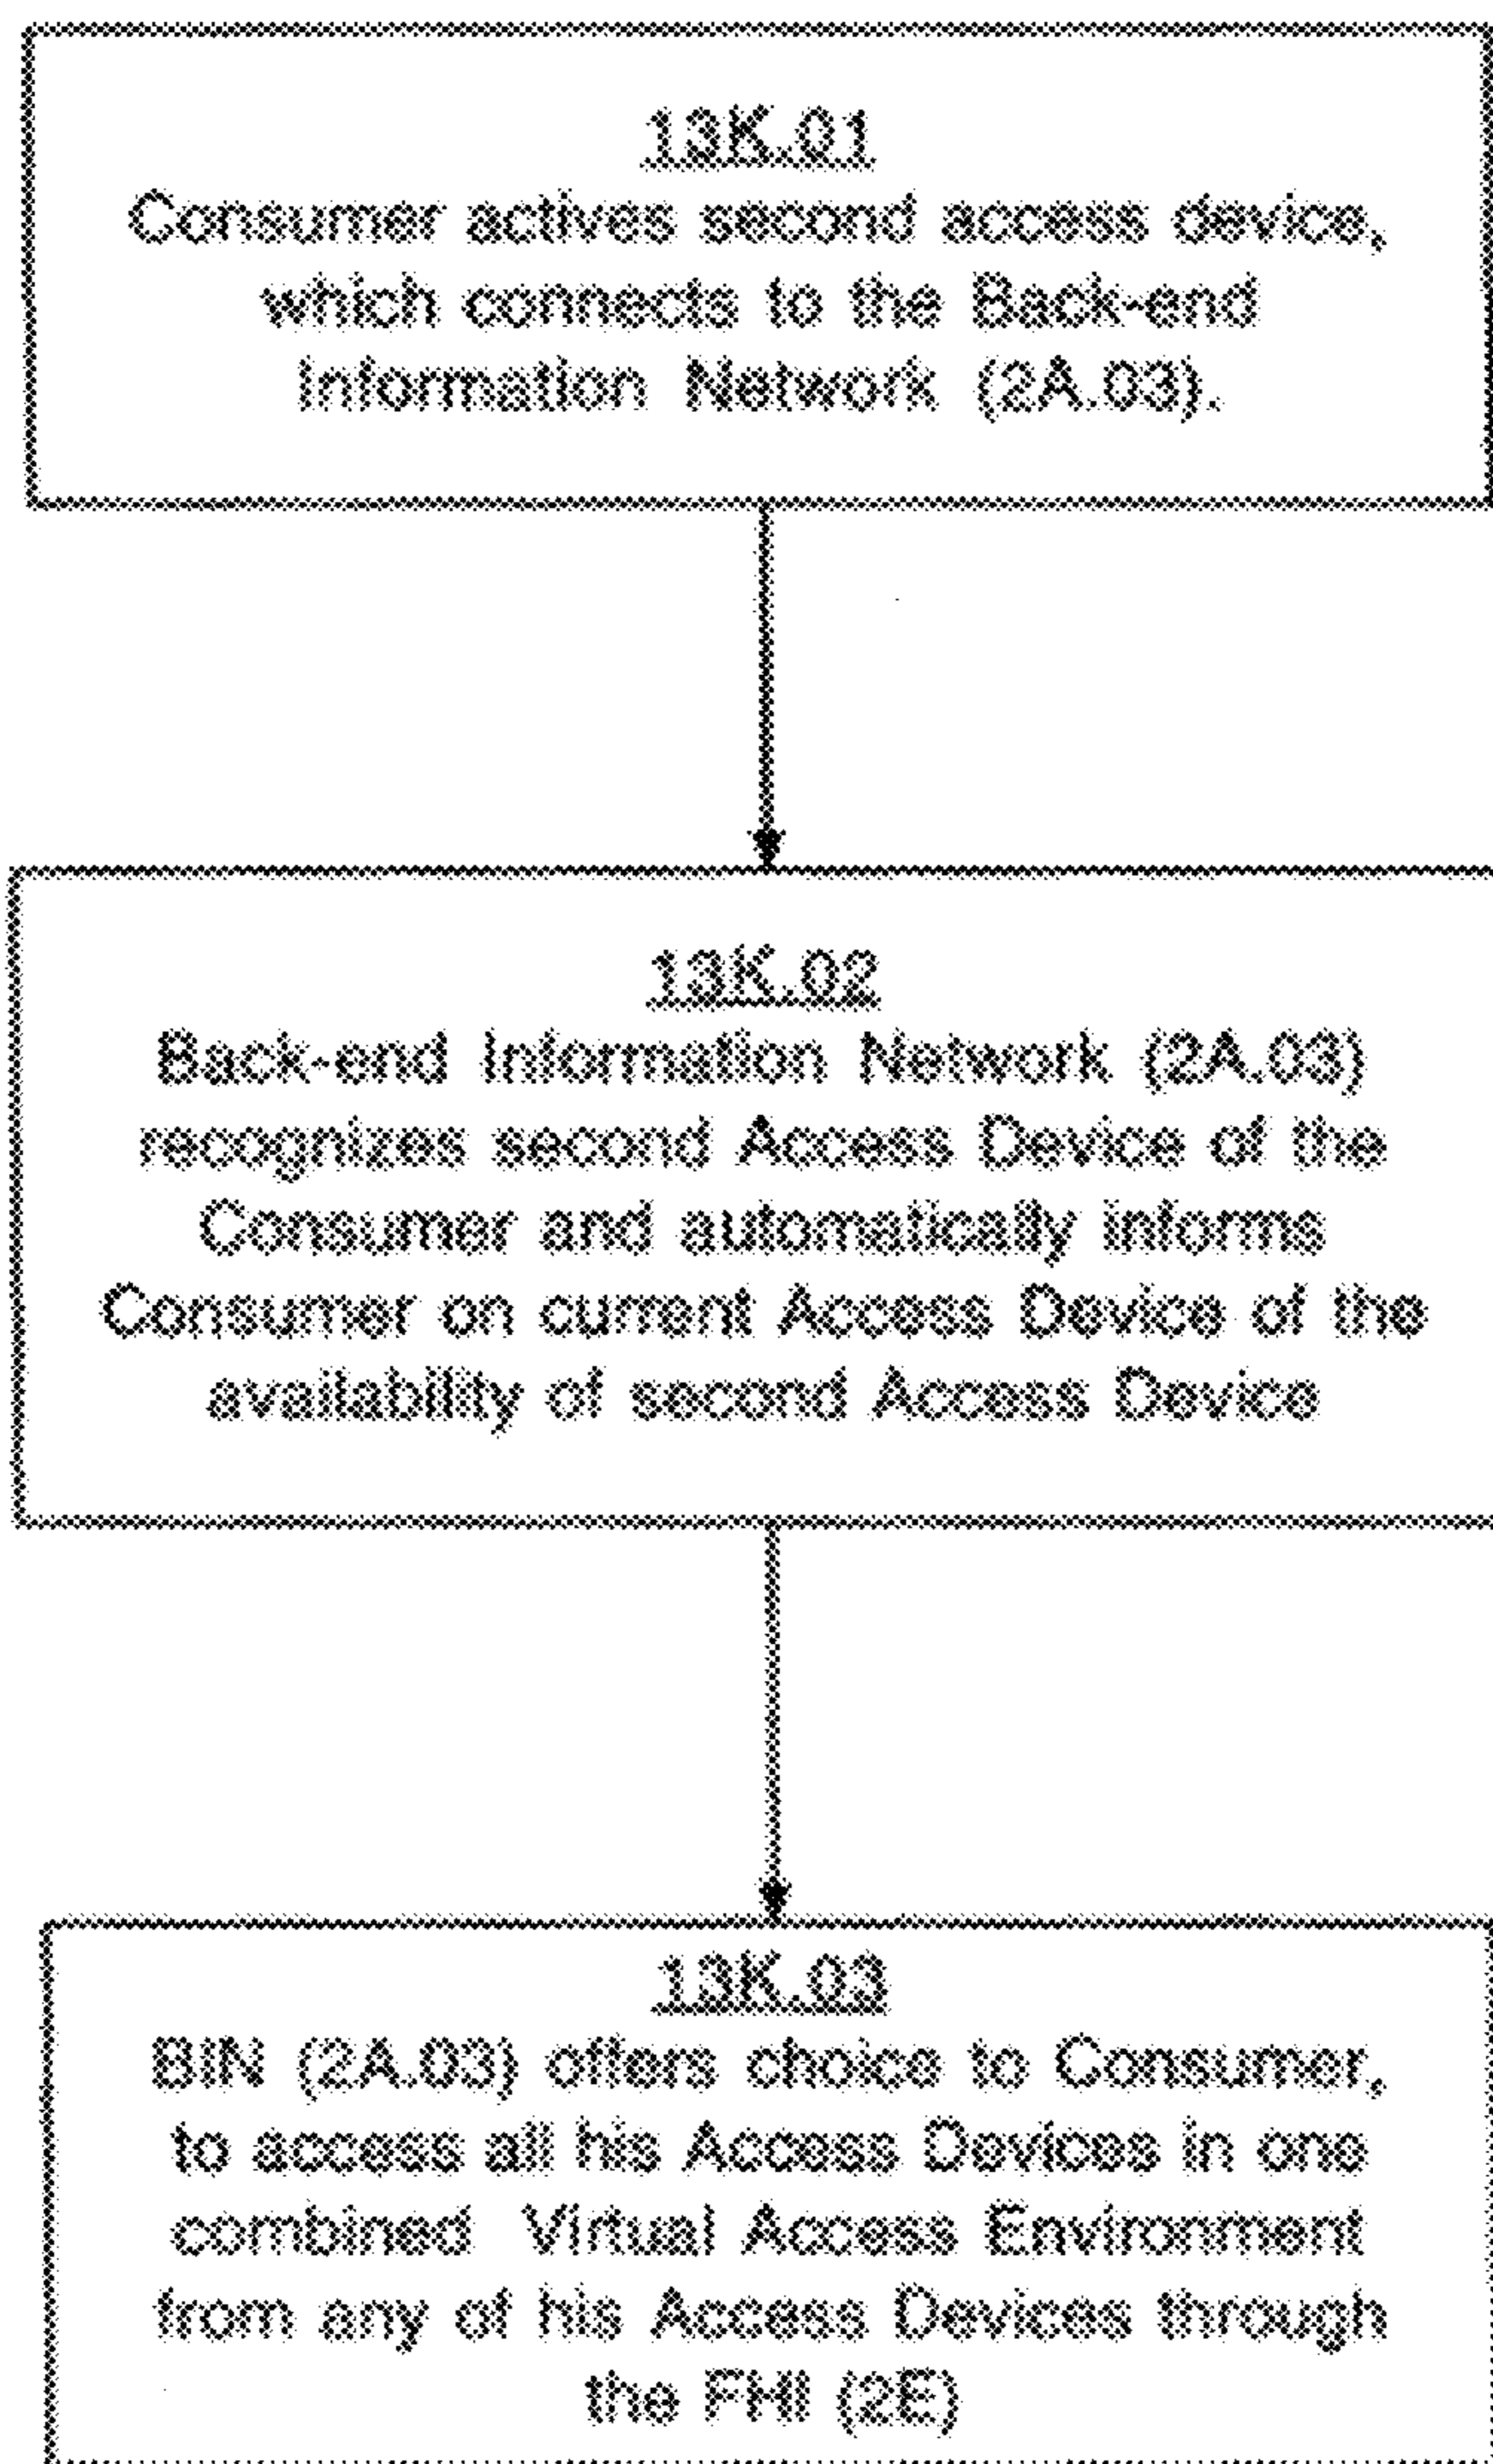 13K.01
Consumer actives second access device,
which connects to the Back-end
Information Network (2A.03).
13K.02
Back-end Information Network (2A.03)
recognizes second Access Device of the
Consumer and automatically informs
Consumer on current Access Device of the
availability of second Access Device
13K.03
BIN (2A.03) offers choice to Consumer,
to access all his Access Devices in one
combined Virtual Access Environment
from any of his Access Devices through
the FHI (2E)